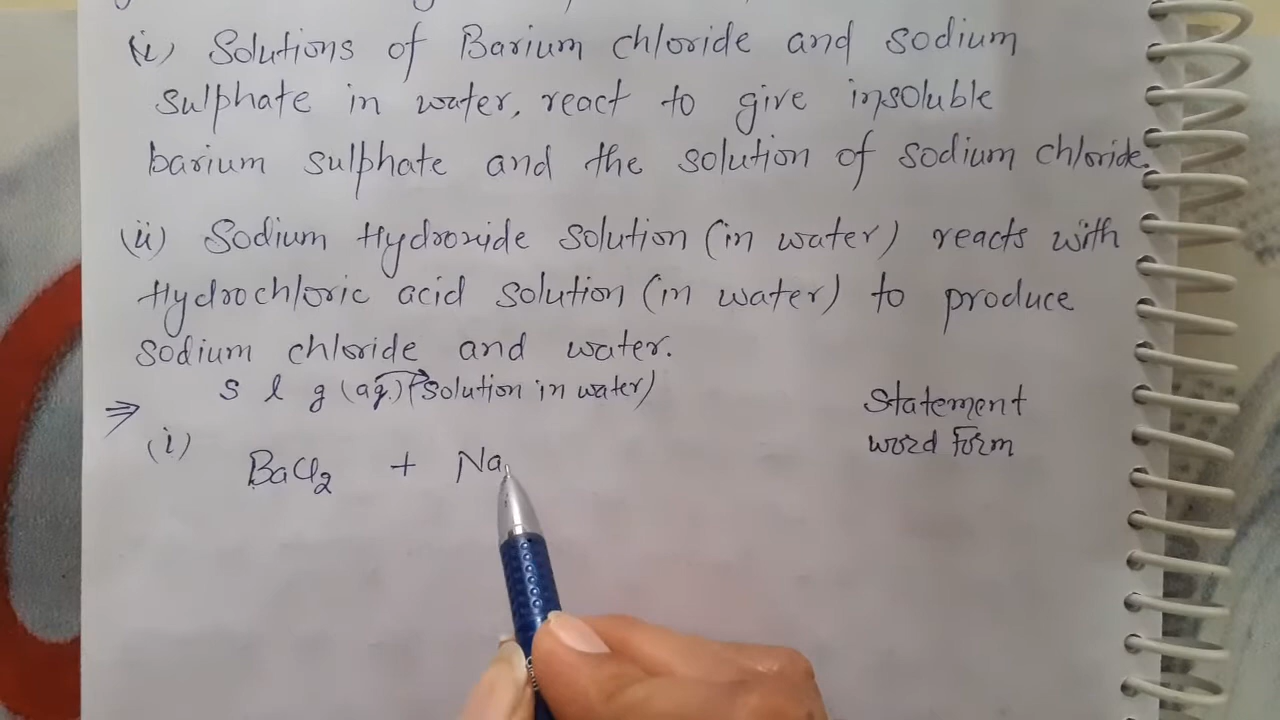 (i) Solutions of Barium chloride and sodium
sulphate in water, react to give insoluble
barium sulphate and the solution of sodium chloride.
(ii) Sodium Hydroxide solution (in water) reacts with
Hydrochloric acid solution (in water) to produce
sodium chloride and water.
s l g (aq.) (solution in water)
Statement
word Form
⇒
(i)
BaCl₂ + Na